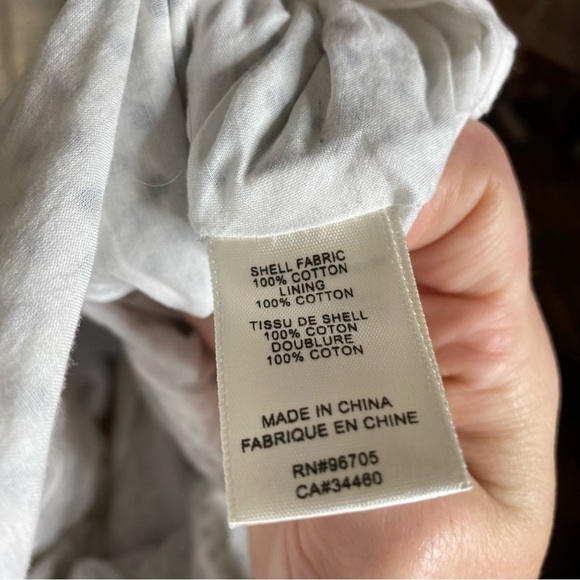 SHELL FABRIC
100% COTTON
LINING
100% COTTON
TISSU DE SHELL
100% COTON
DOUBLURE
100% COTON
MADE IN CHINA
FABRIQUE EN CHINE
RN#96705
CA#34460